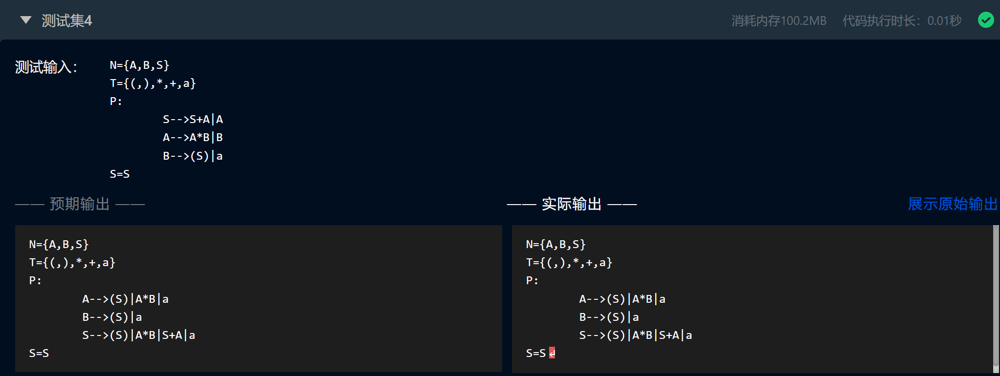 测试集4 消耗内存100.2MB 代码执行时长：0.01秒
测试输入： N={A,B,S}
T={(,),*,+,a}
P:
S-->S+A|A
A-->A*B|B
B-->(S)|a
S=S
—— 预期输出 ——
N={A,B,S}
T={(,),*,+,a}
P:
A-->(S)|A*B|a
B-->(S)|a
S-->(S)|A*B|S+A|a
S=S
—— 实际输出 —— 展示原始输出
N={A,B,S}
T={(,),*,+,a}
P:
A-->(S)|A*B|a
B-->(S)|a
S-->(S)|A*B|S+A|a
S=S↵